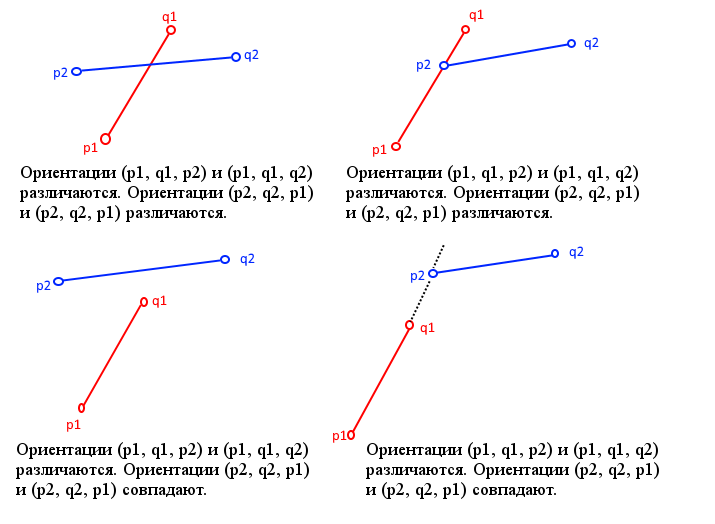 q1
p2
q2
p1
Ориентации (p1, q1, p2) и (p1, q1, q2)
различаются. Ориентации (p2, q2, p1)
и (p2, q2, p1) различаются.
q1
q2
p2
p1
Ориентации (p1, q1, p2) и (p1, q1, q2)
различаются. Ориентации (p2, q2, p1)
и (p2, q2, p1) различаются.
q2
p2
q1
p1
Ориентации (p1, q1, p2) и (p1, q1, q2)
различаются. Ориентации (p2, q2, p1)
и (p2, q2, p1) совпадают.
q2
p2
q1
p1
Ориентации (p1, q1, p2) и (p1, q1, q2)
различаются. Ориентации (p2, q2, p1)
и (p2, q2, p1) совпадают.